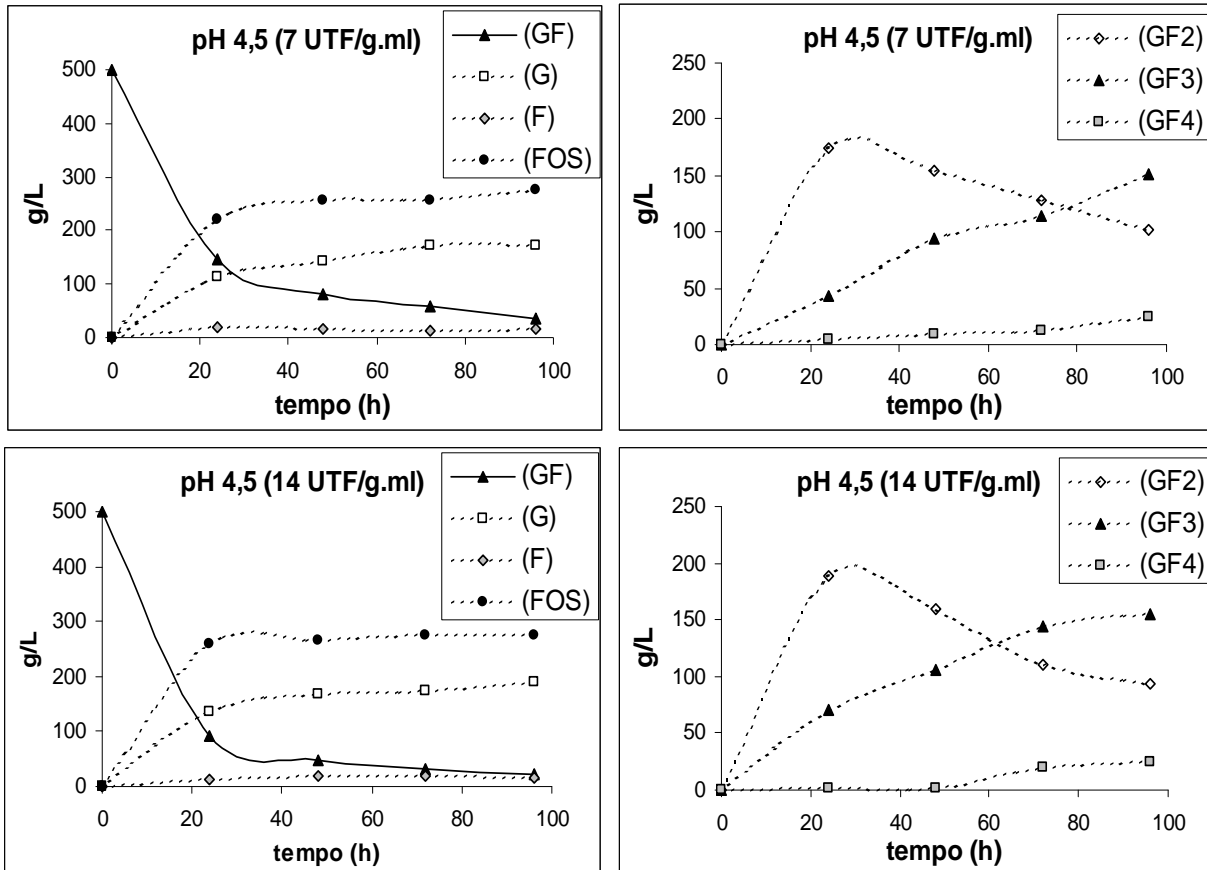 pH 4,5 (7 UTF/g.ml)
(GF)
(G)
(F)
(FOS)
500
400
300
200
100
0
g/L
0 20 40 60 80 100
tempo (h)
pH 4,5 (7 UTF/g.ml)
(GF2)
(GF3)
(GF4)
250
200
150
100
50
0
g/L
0 20 40 60 80 100
tempo (h)
pH 4,5 (14 UTF/g.ml)
(GF)
(G)
(F)
(FOS)
500
400
300
200
100
0
g/L
0 20 40 60 80 100
tempo (h)
pH 4,5 (14 UTF/g.ml)
(GF2)
(GF3)
(GF4)
250
200
150
100
50
0
g/L
0 20 40 60 80 100
tempo (h)